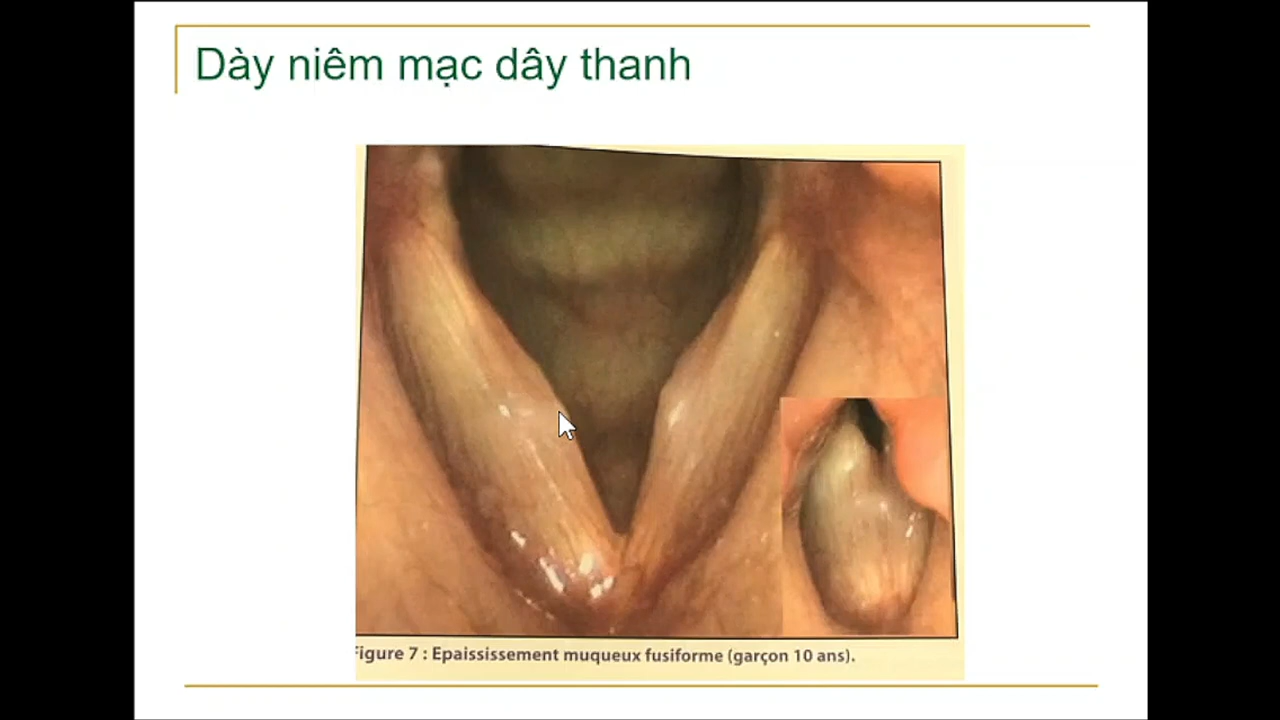 Dày niêm mạc dây thanh
Figure 7 : Epaississement muqueux fusiforme (garçon 10 ans).